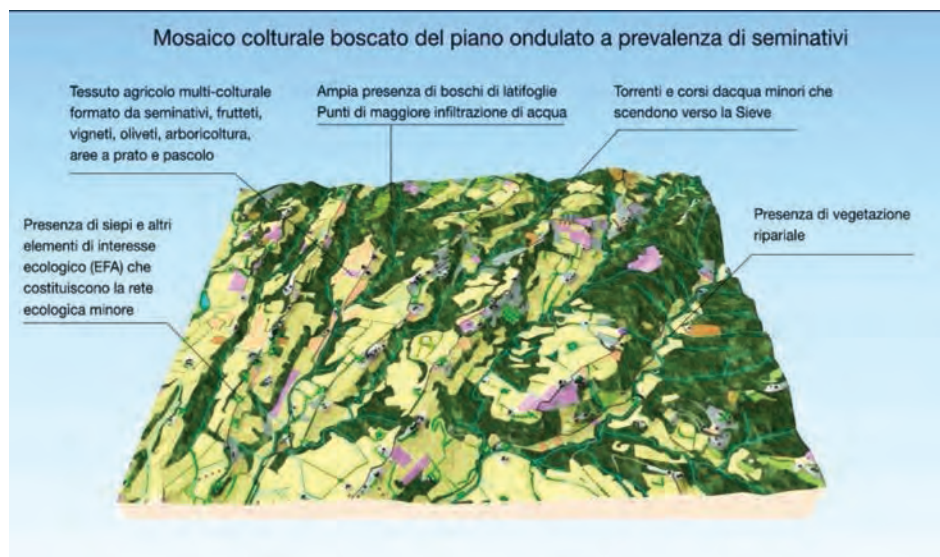 Mosaico colturale boscato del piano ondulato a prevalenza di seminativi
Tessuto agricolo multi-colturale
formato da seminativi, frutteti,
vigneti, oliveti, arboricoltura,
aree a prato e pascolo
Ampia presenza di boschi di latifoglie
Punti di maggiore infiltrazione di acqua
Torrenti e corsi dacqua minori che
scendono verso la Sieve
Presenza di siepi e altri
elementi di interesse
ecologico (EFA) che
costituiscono la rete
ecologica minore
Presenza di vegetazione
ripariale